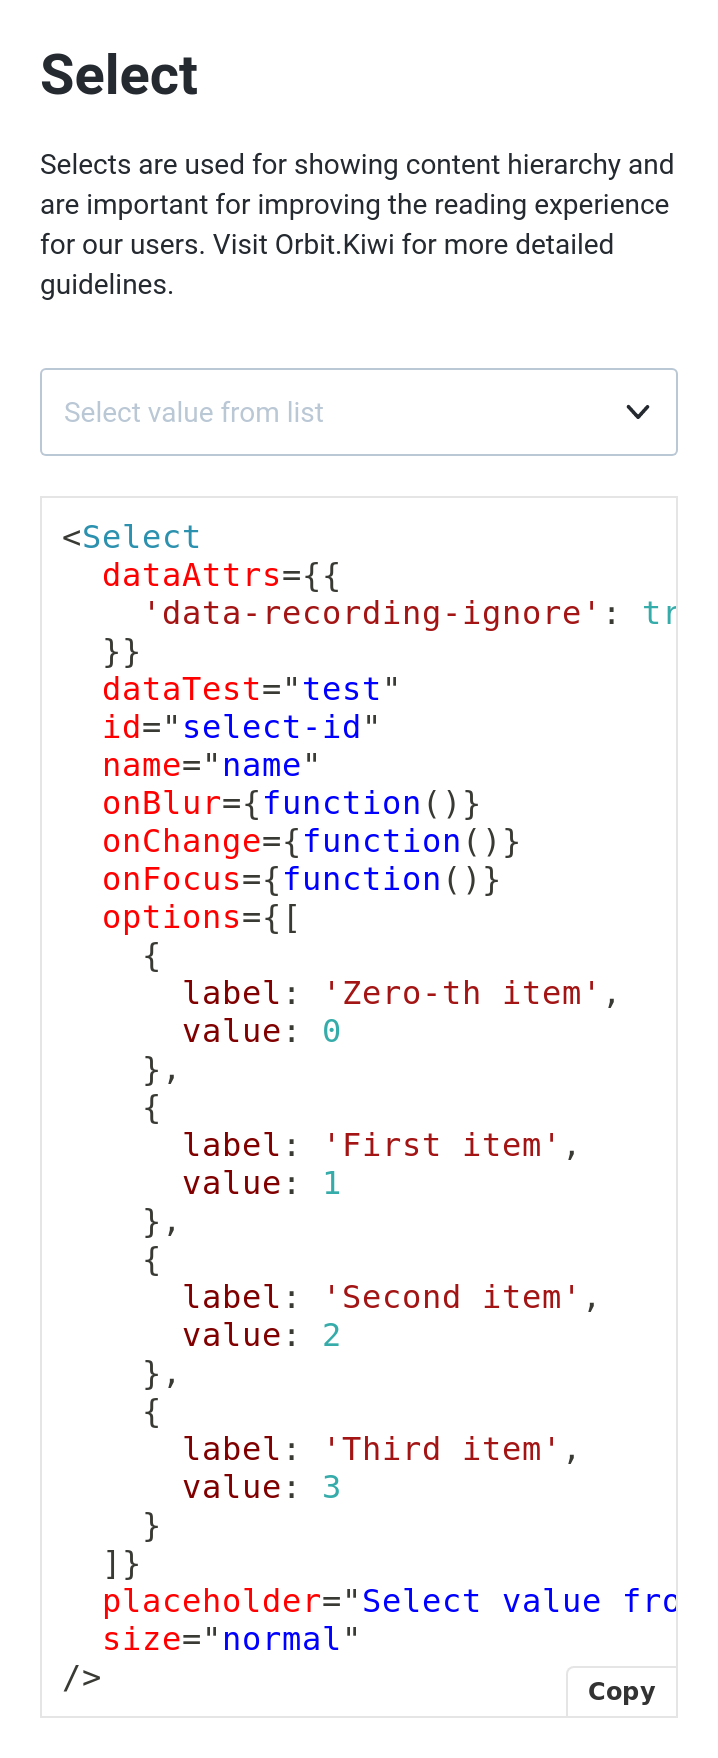 Select
Selects are used for showing content hierarchy and
are important for improving the reading experience
for our users. Visit Orbit.Kiwi for more detailed
guidelines.
Select value from list
<Select
  dataAttrs={{
    'data-recording-ignore': tr
  }}
  dataTest="test"
  id="select-id"
  name="name"
  onBlur={function()}
  onChange={function()}
  onFocus={function()}
  options={[
    {
      label: 'Zero-th item',
      value: 0
    },
    {
      label: 'First item',
      value: 1
    },
    {
      label: 'Second item',
      value: 2
    },
    {
      label: 'Third item',
      value: 3
    }
  ]}
  placeholder="Select value fro
  size="normal"
/>
Copy